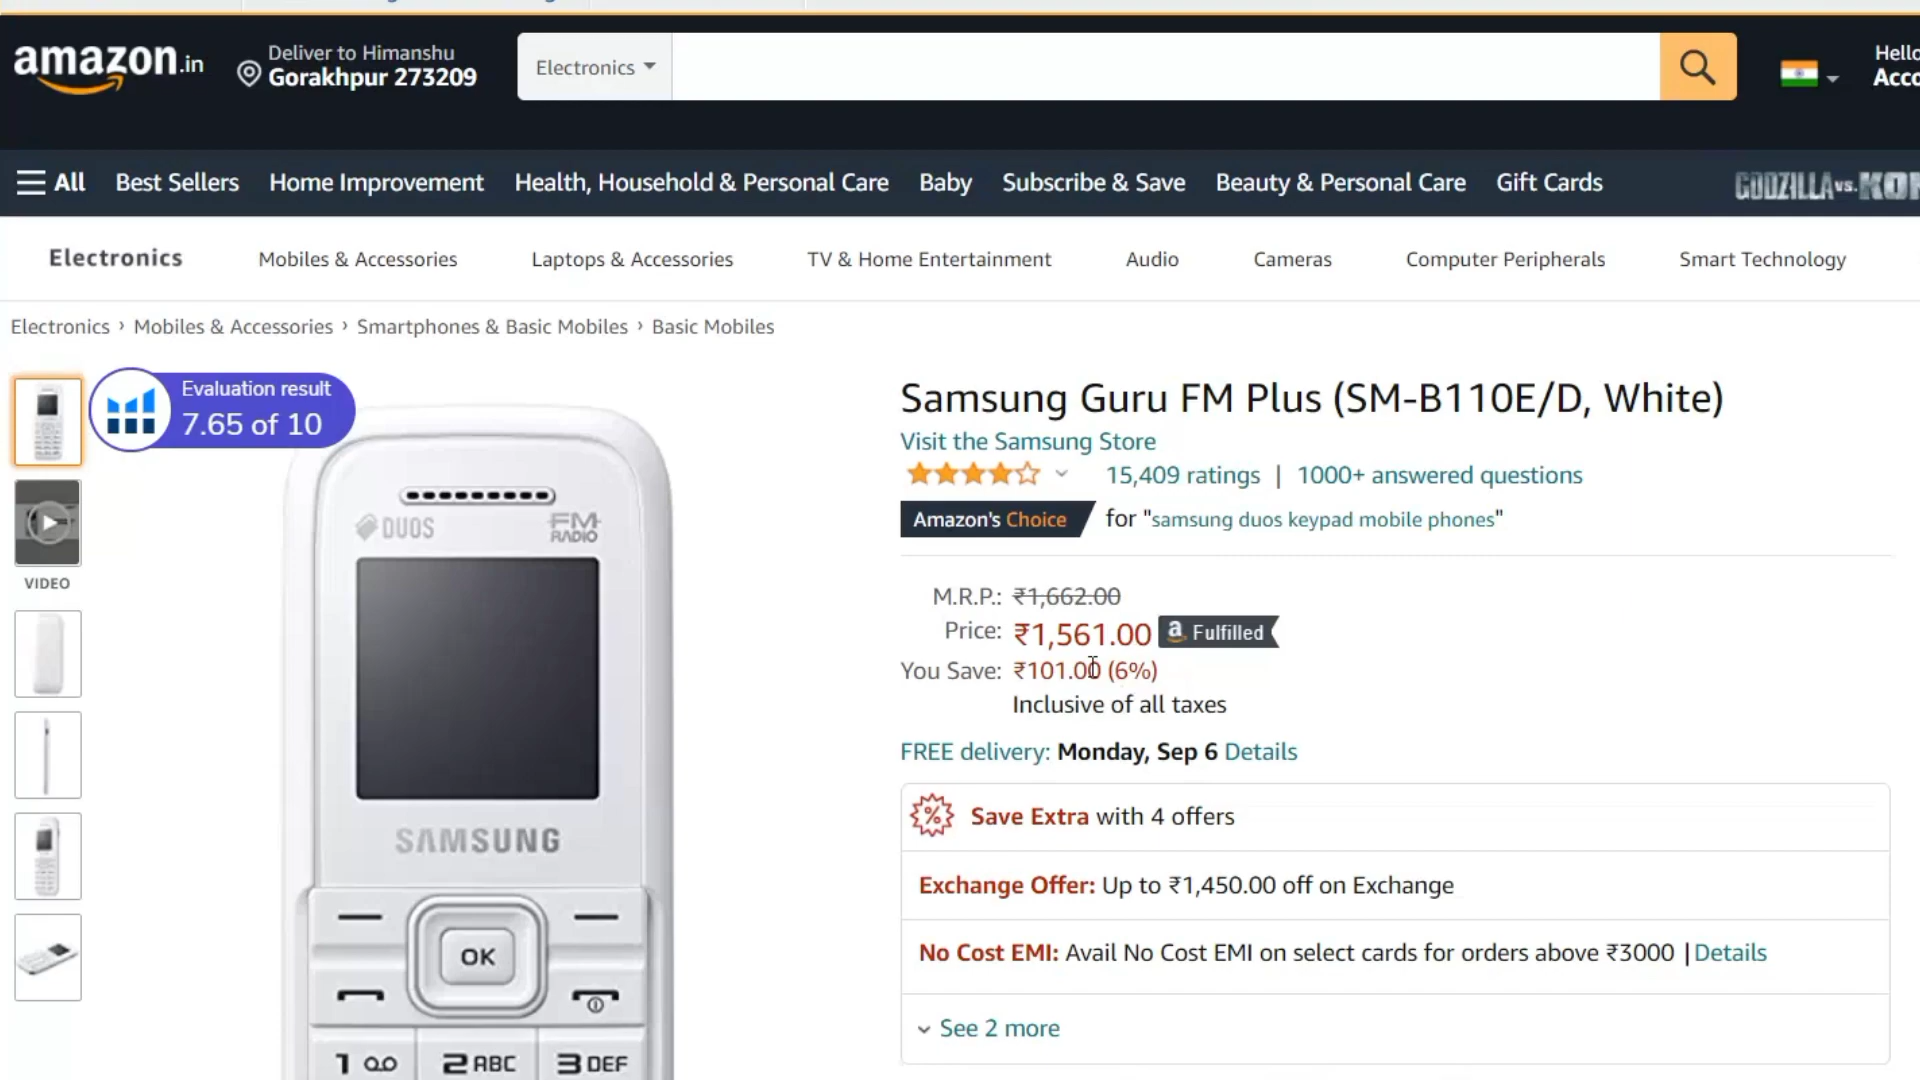 amazon.in
Deliver to Himanshu
Gorakhpur 273209
Electronics
Hello
Acco
All Best Sellers Home Improvement Health, Household & Personal Care Baby Subscribe & Save Beauty & Personal Care Gift Cards GODZILLA vs. KON
Electronics Mobiles & Accessories Laptops & Accessories TV & Home Entertainment Audio Cameras Computer Peripherals Smart Technology
Electronics › Mobiles & Accessories › Smartphones & Basic Mobiles › Basic Mobiles
Evaluation result
7.65 of 10
VIDEO
DUOS
FM
RADIO
SAMSUNG
OK
1
2 ABC
3 DEF
Samsung Guru FM Plus (SM-B110E/D, White)
Visit the Samsung Store
15,409 ratings | 1000+ answered questions
Amazon's Choice for "samsung duos keypad mobile phones"
M.R.P.: ₹1,662.00
Price: ₹1,561.00 a Fulfilled
You Save: ₹101.00 (6%)
Inclusive of all taxes
FREE delivery: Monday, Sep 6 Details
% Save Extra with 4 offers
Exchange Offer: Up to ₹1,450.00 off on Exchange
No Cost EMI: Avail No Cost EMI on select cards for orders above ₹3000 | Details
See 2 more